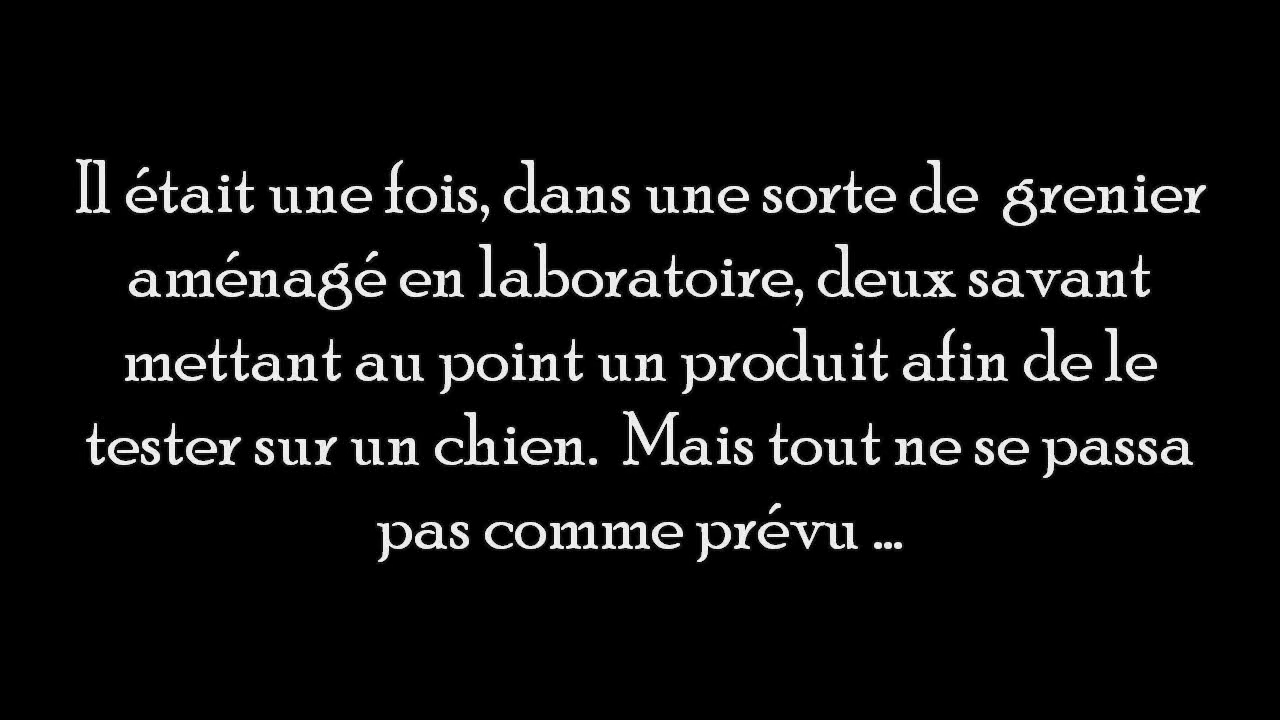 Il était une fois, dans une sorte de  grenier
aménagé en laboratoire, deux savant
mettant au point un produit afin de le
tester sur un chien.  Mais tout ne se passa
pas comme prévu ...